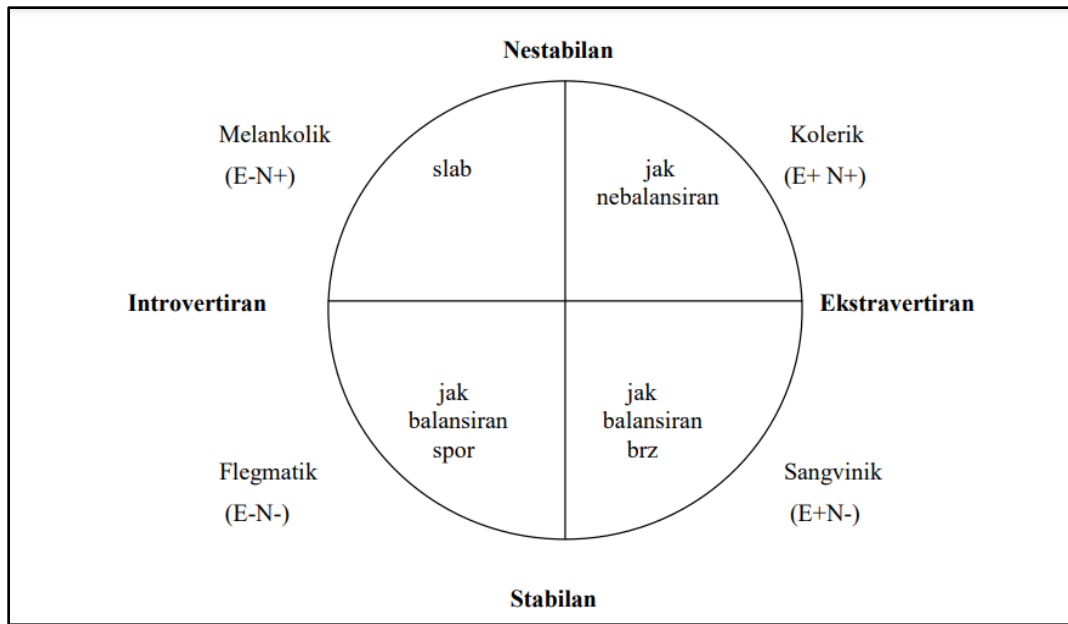 Nestabilan
Melankolik
(E-N+)
slab
jak
nebalansiran
Kolerik
(E+ N+)
Introvertiran
Ekstravertiran
jak
balansiran
spor
jak
balansiran
brz
Flegmatik
(E-N-)
Sangvinik
(E+N-)
Stabilan